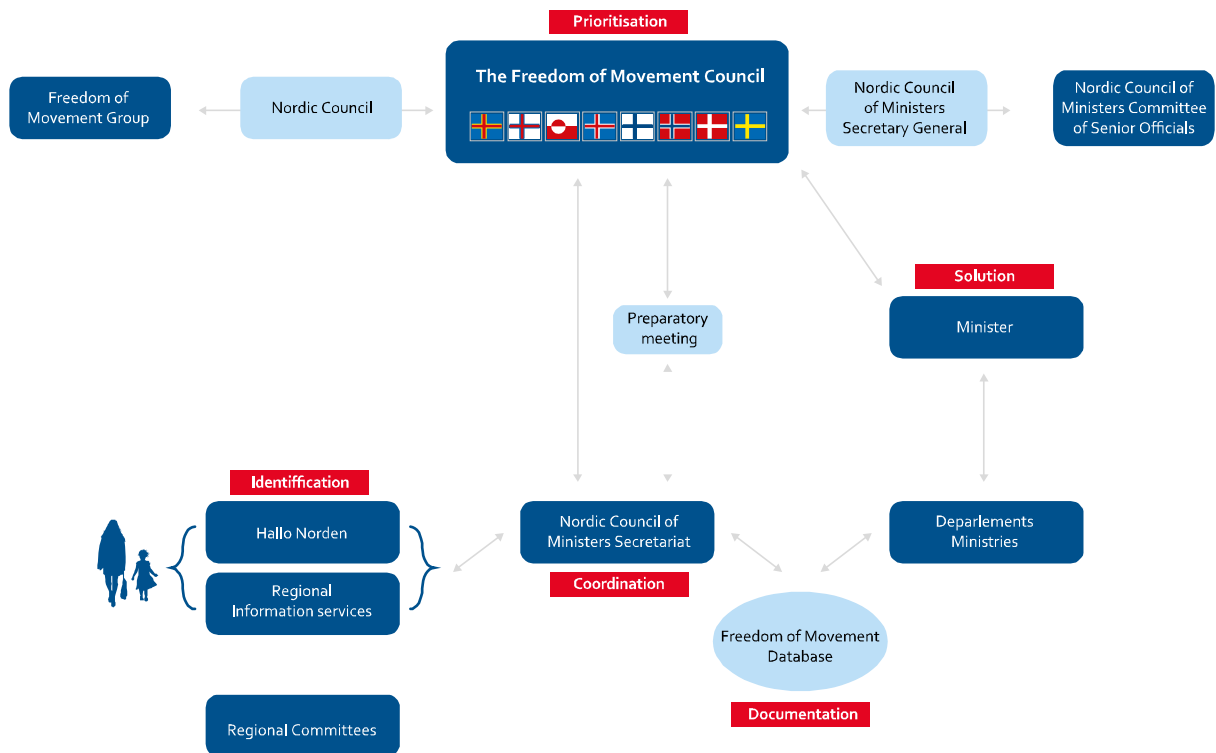 Prioritisation
The Freedom of Movement Council
Freedom of
Movement Group
Nordic Council
Nordic Council
of Ministers
Secretary General
Nordic Council of
Ministers Committee
of Senior Officials
Solution
Minister
Preparatory
meeting
Identiffication
Hallo Norden
Regional
Information services
Regional Committees
Nordic Council of
Ministers Secretariat
Coordination
Deparlements
Ministries
Freedom of Movement
Database
Documentation